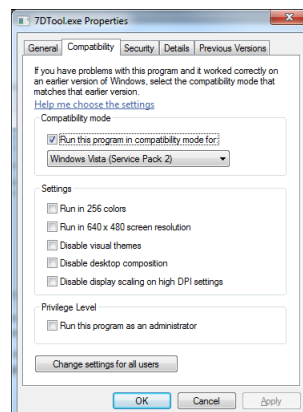 7DTool.exe Properties
General Compatibility Security Details Previous Versions
If you have problems with this program and it worked correctly on
an earlier version of Windows, select the compatibility mode that
matches that earlier version.
Help me choose the settings
Compatibility mode
Run this program in compatibility mode for:
Windows Vista (Service Pack 2)
Settings
Run in 256 colors
Run in 640 x 480 screen resolution
Disable visual themes
Disable desktop composition
Disable display scaling on high DPI settings
Privilege Level
Run this program as an administrator
Change settings for all users
OK Cancel Apply